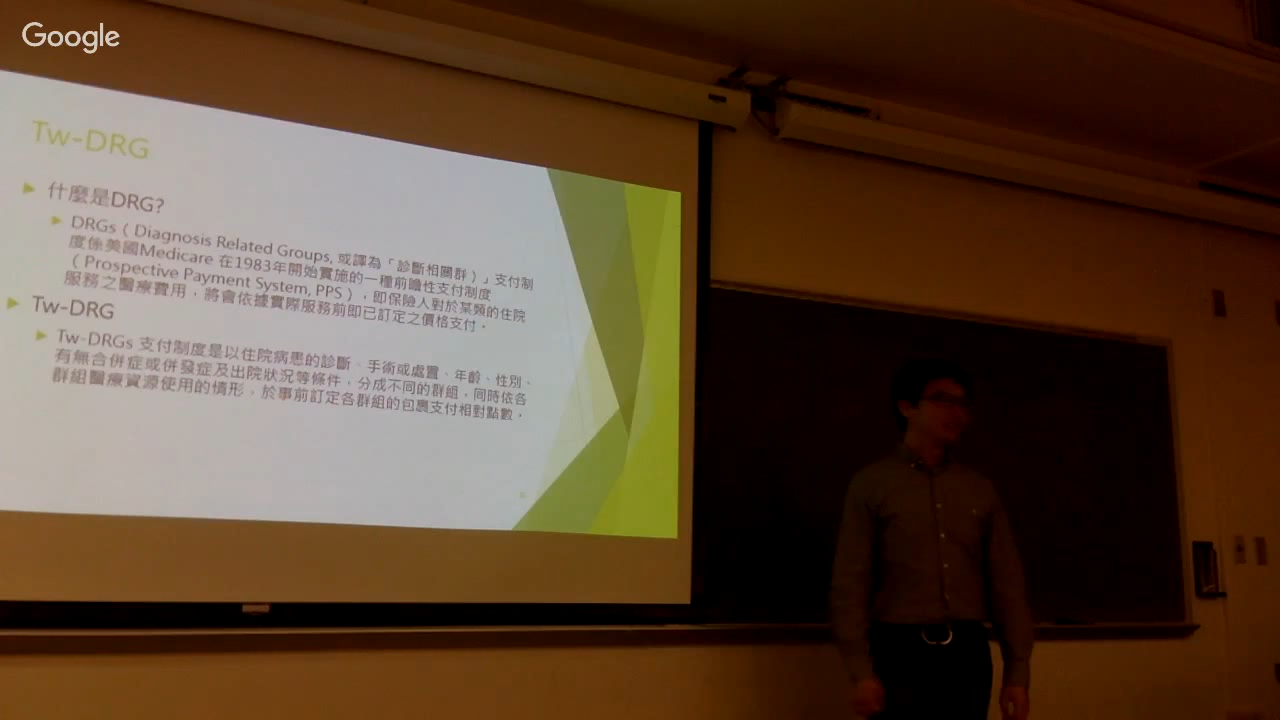 Google
Tw-DRG
什麼是DRG?
DRGs（Diagnosis Related Groups, 或譯為「診斷相關群）」支付制
度係美國Medicare 在1983年開始實施的一種前瞻性支付制度
（Prospective Payment System, PPS），即保險人對於某類的住院
服務之醫療費用，將會依據實際服務前即已訂定之價格支付。
Tw-DRG
Tw-DRGs 支付制度是以住院病患的診斷、手術或處置、年齡、性別、
有無合併症或併發症及出院狀況等條件，分成不同的群組，同時依各
群組醫療資源使用的情形，於事前訂定各群組的包裹支付相對點數，